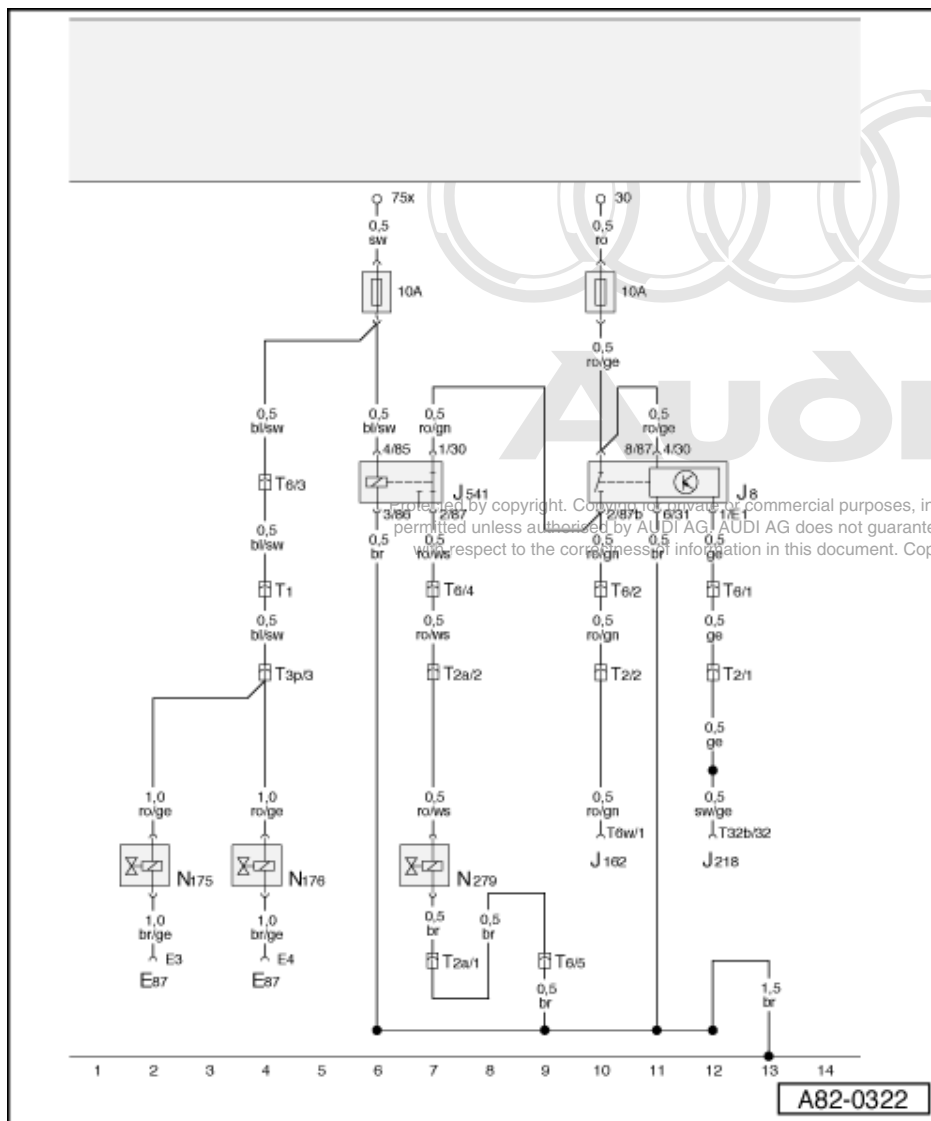 75x
30
0,5
sw
0,5
ro
10A
10A
0,5
ro/ge
0,5
bl/sw
0,5
bl/sw
0,5
ro/gn
0,5
ro/ge
4/85
1/30
8/87
4/30
T6/3
J541
J8
3/86
2/87
2/87b
6/31
1/E1
Protected by copyright. Copying for private or commercial purposes, in
permitted unless authorised by AUDI AG. AUDI AG does not guarante
with respect to the correctness of information in this document. Cop
0,5
bl/sw
0,5
br
0,5
ro/ws
0,5
ro/gn
0,5
br
0,5
ge
T1
T6/4
T6/2
T6/1
0,5
bl/sw
0,5
ro/ws
0,5
ro/gn
0,5
ge
T3p/3
T2a/2
T2/2
T2/1
0,5
ge
1,0
ro/ge
1,0
ro/ge
0,5
ro/ws
0,5
ro/gn
0,5
sw/ge
T6w/1
T32b/32
J162
J218
N175
N176
N279
1,0
br/ge
1,0
br/ge
0,5
br
0,5
br
E3
E4
T2a/1
T6/5
E87
E87
0,5
br
1,5
br
1 2 3 4 5 6 7 8 9 10 11 12 13 14
A82-0322
Audi